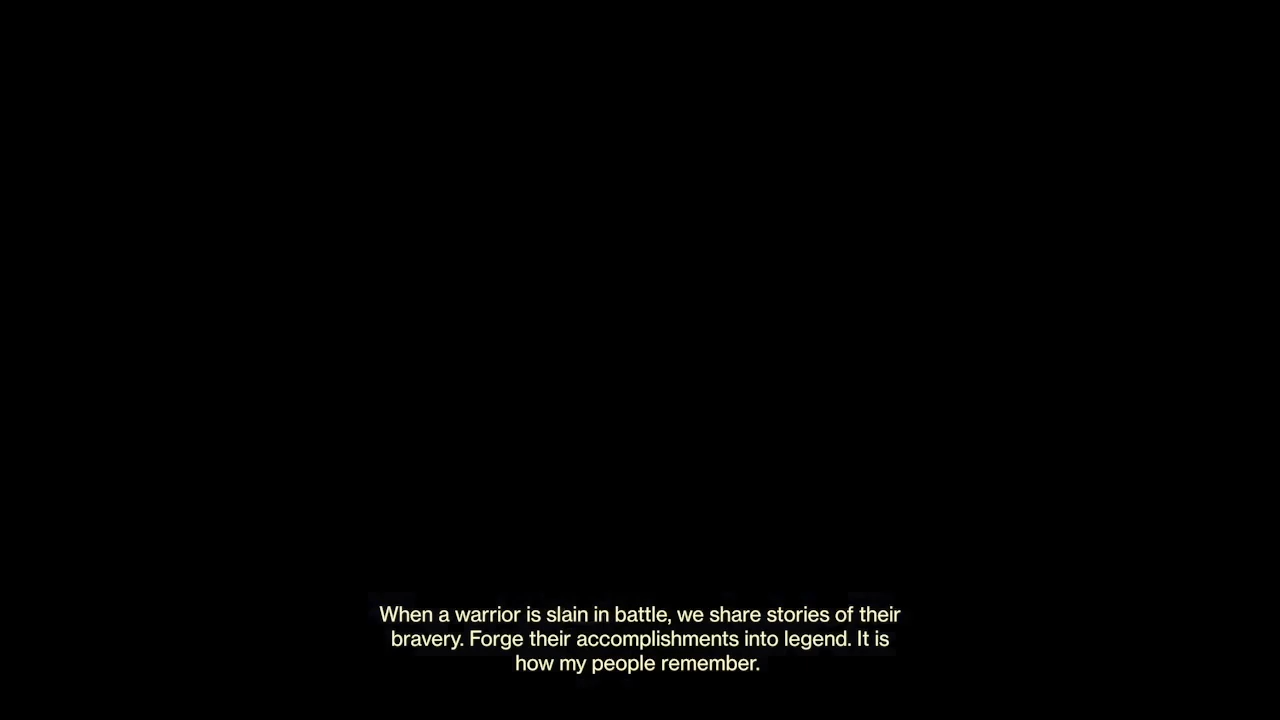 When a warrior is slain in battle, we share stories of their
bravery. Forge their accomplishments into legend. It is
how my people remember.